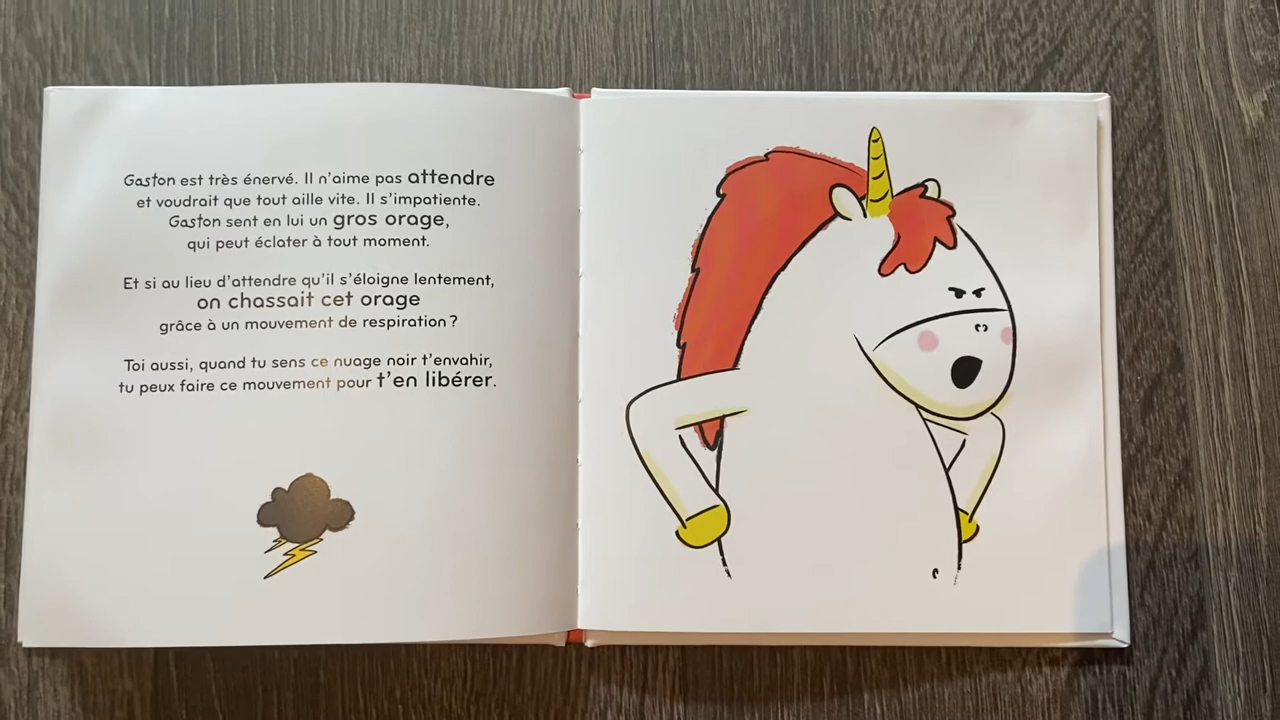 Gaston est très énervé. Il n'aime pas attendre
et voudrait que tout aille vite. Il s'impatiente.
Gaston sent en lui un gros orage,
qui peut éclater à tout moment.
Et si au lieu d'attendre qu'il s'éloigne lentement,
on chassait cet orage
grâce à un mouvement de respiration ?
Toi aussi, quand tu sens ce nuage noir t'envahir,
tu peux faire ce mouvement pour t'en libérer.